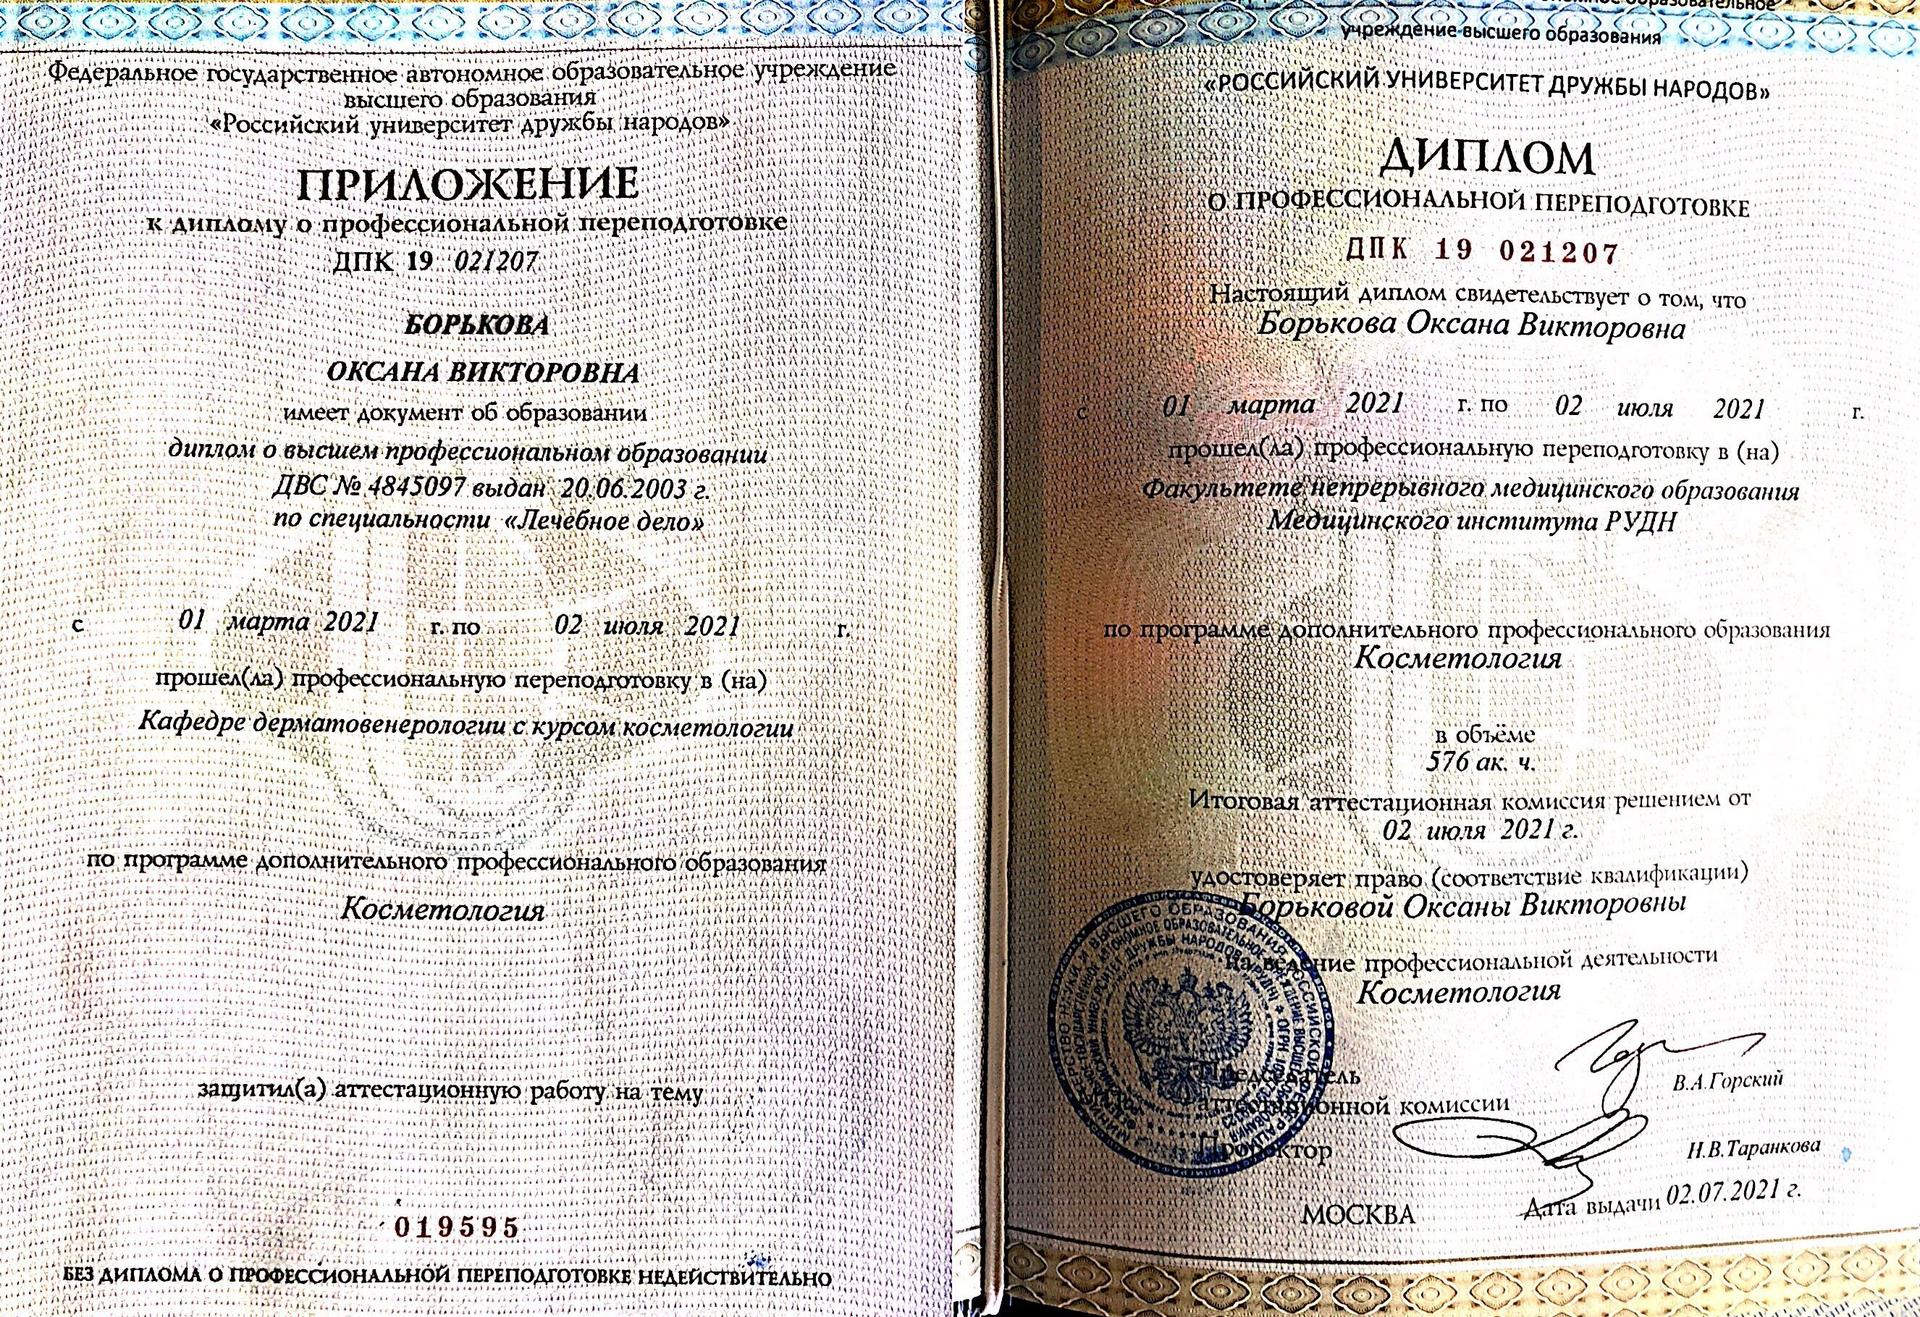 Федеральное государственное автономное образовательное учреждение
высшего образования
«Российский университет дружбы народов»
ПРИЛОЖЕНИЕ
к диплому о профессиональной переподготовке
ДПК 19 021207
БОРЬКОВА
ОКСАНА ВИКТОРОВНА
имеет документ об образовании
диплом о высшем профессиональном образовании
ДВС № 4845097 выдан 20.06.2003 г.
по специальности «Лечебное дело»
с 01 марта 2021 г. по 02 июля 2021 г.
прошел(ла) профессиональную переподготовку в (на)
Кафедре дерматовенерологии с курсом косметологии
по программе дополнительного профессионального образования
Косметология
защитил(а) аттестационную работу на тему
019595
БЕЗ ДИПЛОМА О ПРОФЕССИОНАЛЬНОЙ ПЕРЕПОДГОТОВКЕ НЕДЕЙСТВИТЕЛЬНО
образовательное
учреждение высшего образования
«РОССИЙСКИЙ УНИВЕРСИТЕТ ДРУЖБЫ НАРОДОВ»
ДИПЛОМ
О ПРОФЕССИОНАЛЬНОЙ ПЕРЕПОДГОТОВКЕ
ДПК 19 021207
Настоящий диплом свидетельствует о том, что
Борькова Оксана Викторовна
с 01 марта 2021 г. по 02 июля 2021 г.
прошел(ла) профессиональную переподготовку в (на)
Факультете непрерывного медицинского образования
Медицинского института РУДН
по программе дополнительного профессионального образования
Косметология
в объёме
576 ак. ч.
Итоговая аттестационная комиссия решением от
02 июля 2021 г.
удостоверяет право (соответствие квалификации)
Борьковой Оксаны Викторовны
на ведение профессиональной деятельности
Косметология
Председатель
аттестационной комиссии
В.А.Горский
Проректор
Н.В.Таранкова
МОСКВА
Дата выдачи 02.07.2021 г.